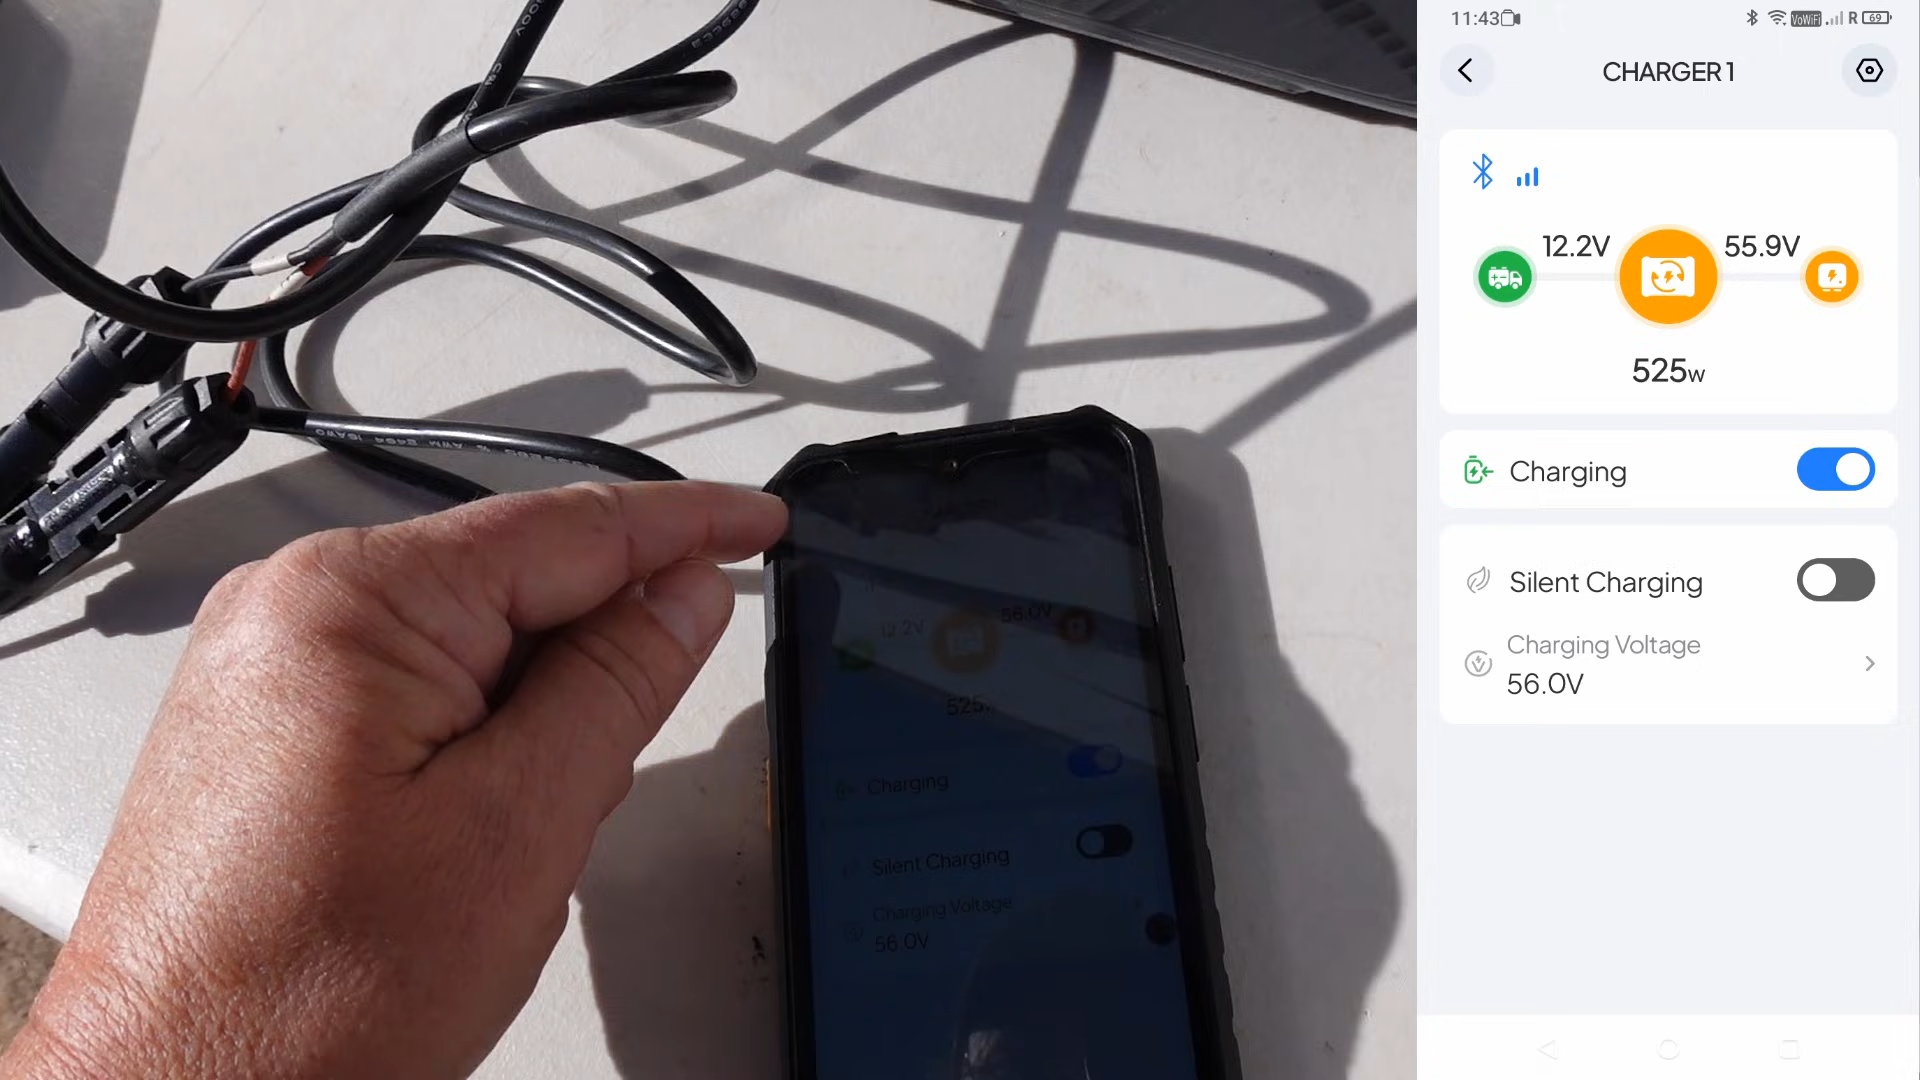 11:43
VoWiFi
R
69
CHARGER 1
12.2V
55.9V
525W
Charging
Silent Charging
Charging Voltage
56.0V
12.2V
56.0V
525
Charging
Silent Charging
Charging Voltage
56.0V